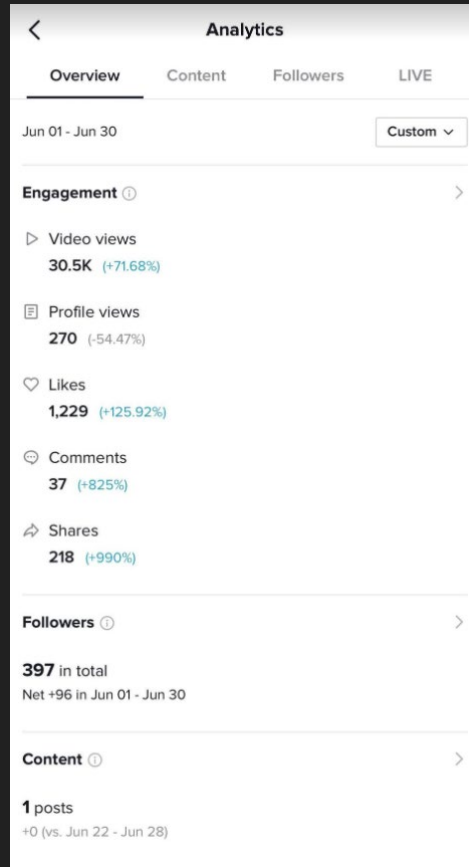 Analytics
Overview Content Followers LIVE
Jun 01 - Jun 30 Custom
Engagement
Video views
30.5K (+71.68%)
Profile views
270 (-54.47%)
Likes
1,229 (+125.92%)
Comments
37 (+825%)
Shares
218 (+990%)
Followers
397 in total
Net +96 in Jun 01 - Jun 30
Content
1 posts
+0 (vs. Jun 22 - Jun 28)